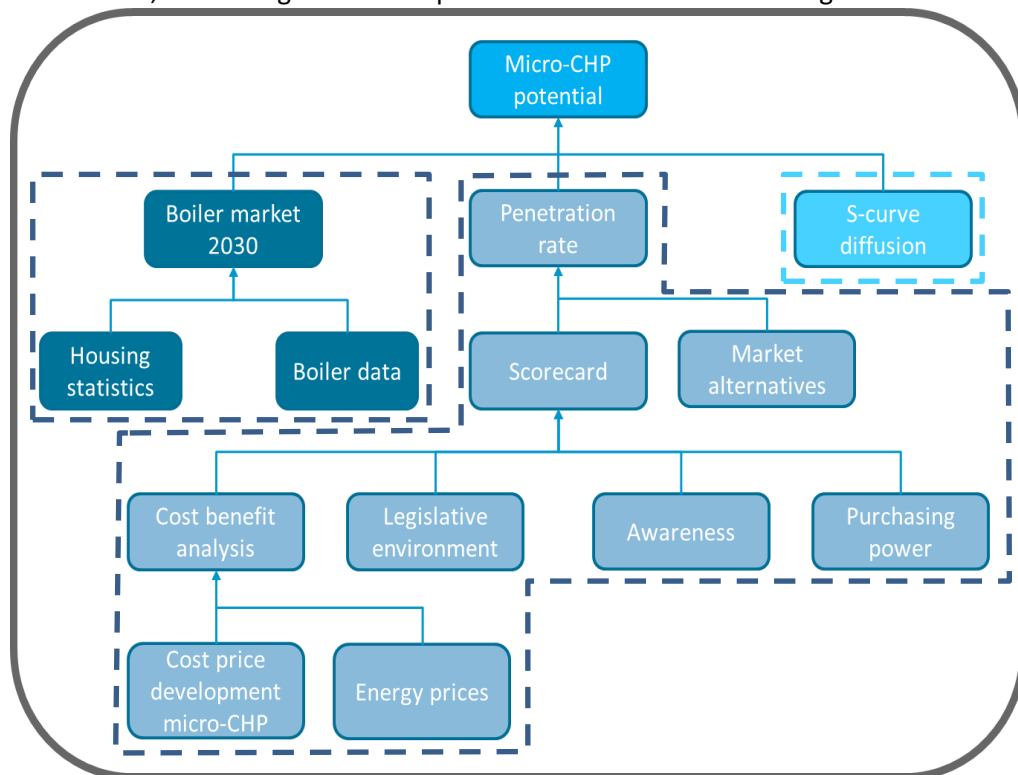 Micro-CHP
potential
Boiler market
2030
Penetration
rate
S-curve
diffusion
Housing
statistics
Boiler data
Scorecard
Market
alternatives
Cost benefit
analysis
Legislative
environment
Awareness
Purchasing
power
Cost price
development
micro-CHP
Energy prices